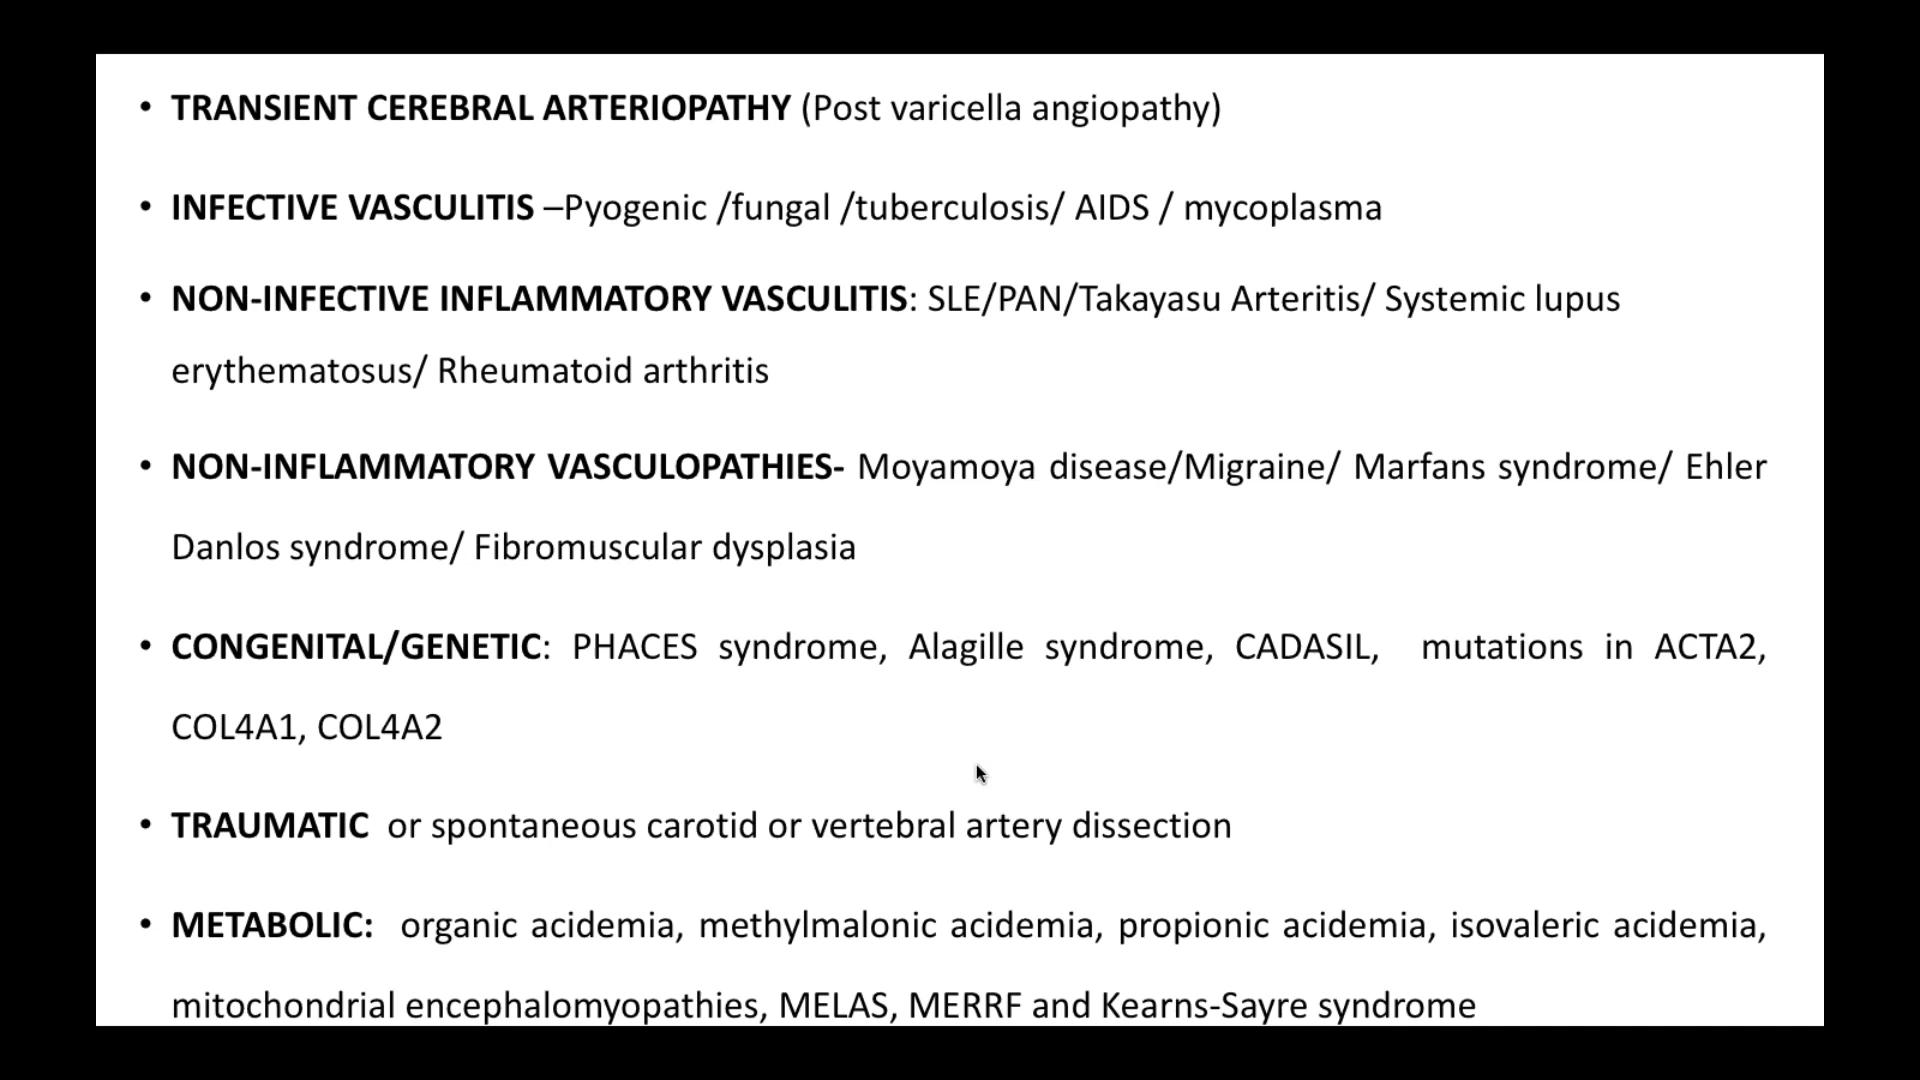 • TRANSIENT CEREBRAL ARTERIOPATHY (Post varicella angiopathy)
• INFECTIVE VASCULITIS –Pyogenic /fungal /tuberculosis/ AIDS / mycoplasma
• NON-INFECTIVE INFLAMMATORY VASCULITIS: SLE/PAN/Takayasu Arteritis/ Systemic lupus
erythematosus/ Rheumatoid arthritis
• NON-INFLAMMATORY VASCULOPATHIES- Moyamoya disease/Migraine/ Marfans syndrome/ Ehler
Danlos syndrome/ Fibromuscular dysplasia
• CONGENITAL/GENETIC: PHACES syndrome, Alagille syndrome, CADASIL, mutations in ACTA2,
COL4A1, COL4A2
• TRAUMATIC or spontaneous carotid or vertebral artery dissection
• METABOLIC: organic acidemia, methylmalonic acidemia, propionic acidemia, isovaleric acidemia,
mitochondrial encephalomyopathies, MELAS, MERRF and Kearns-Sayre syndrome